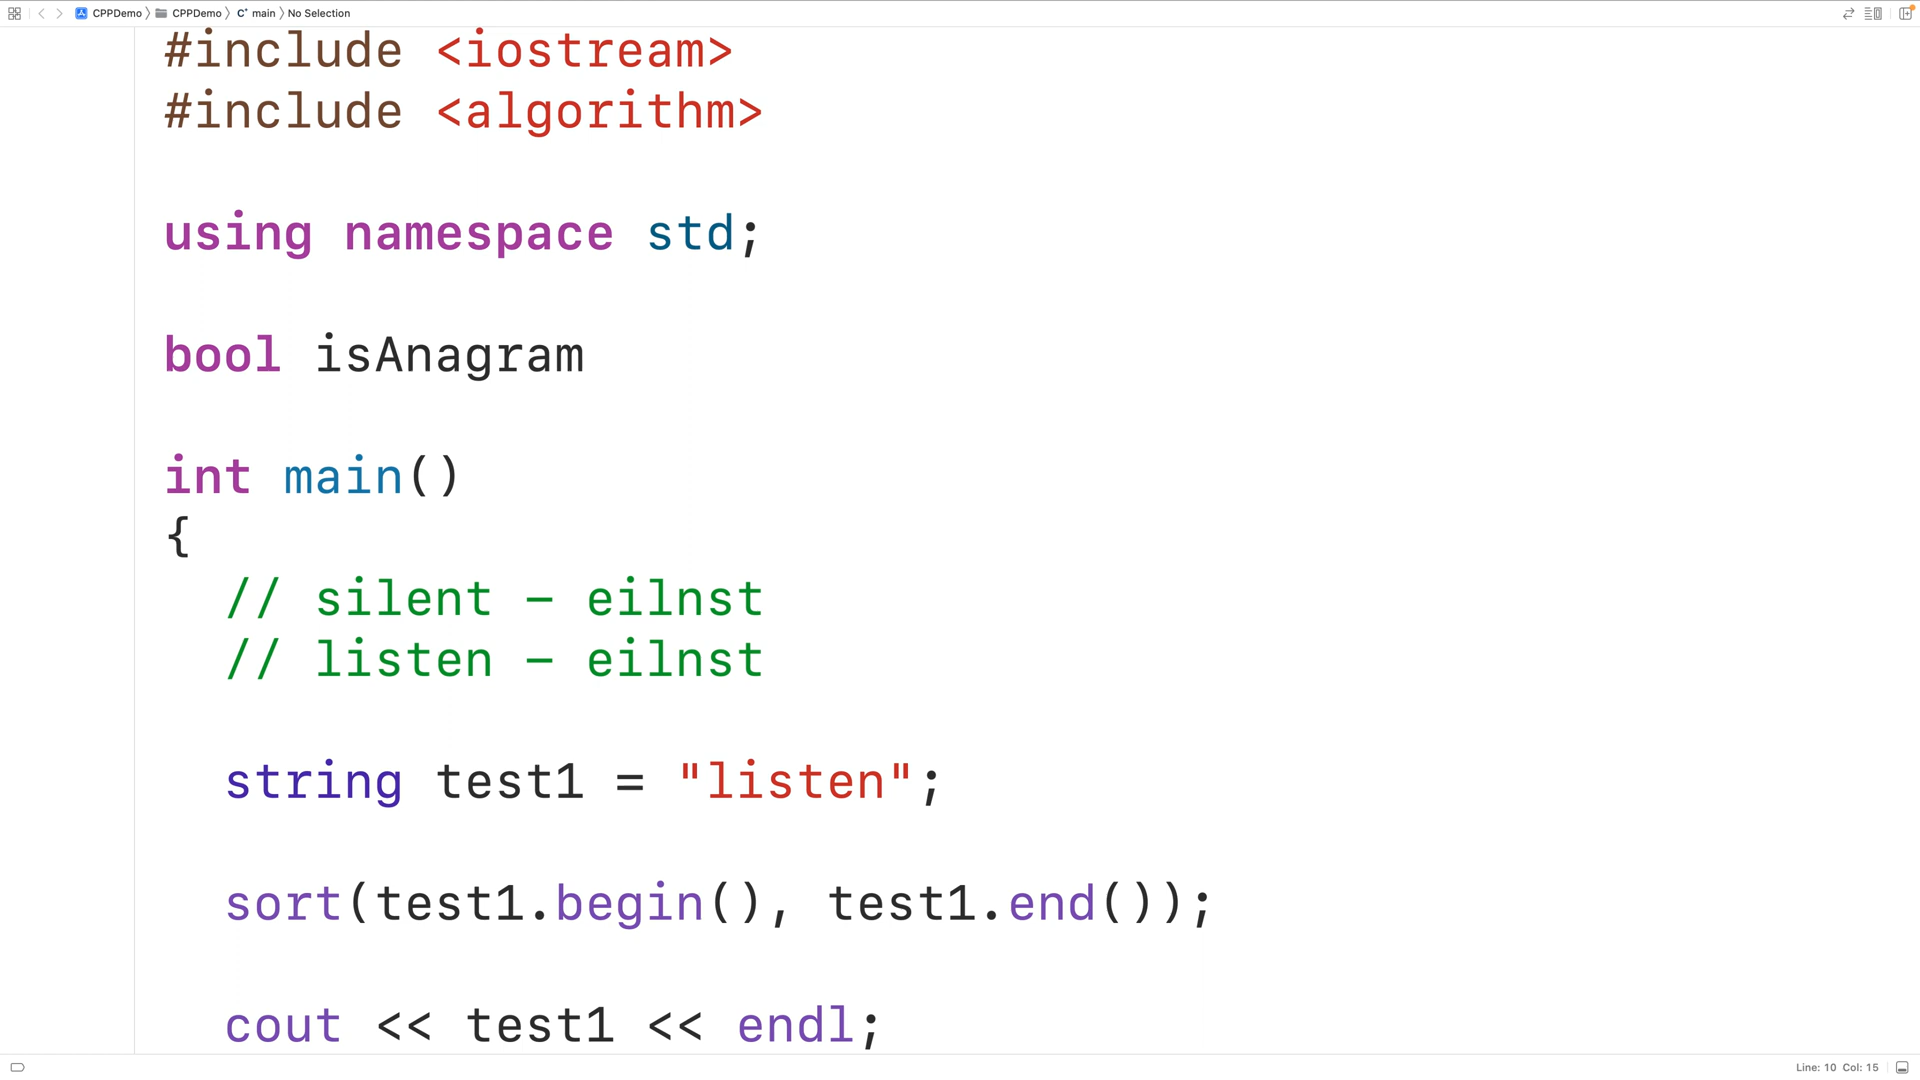 CPPDemo 〉 CPPDemo 〉 C+ main 〉 No Selection
#include <iostream>
#include <algorithm>
using namespace std;
bool isAnagram
int main()
{
// silent - eilnst
// listen - eilnst
string test1 = "listen";
sort(test1.begin(), test1.end());
cout << test1 << endl;
Line: 10 Col: 15